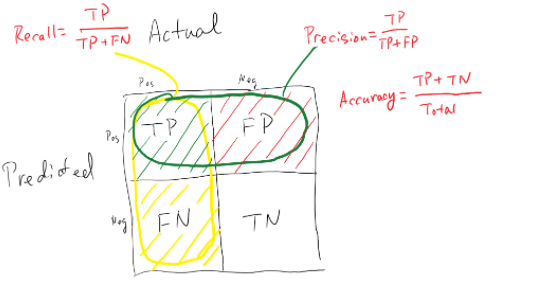 Recall = TP / TP+FN
Actual
Precision = TP / TP+FP
Accuracy = TP + TN / Total
Pos Neg
Pos TP FP
Predicted
Neg FN TN